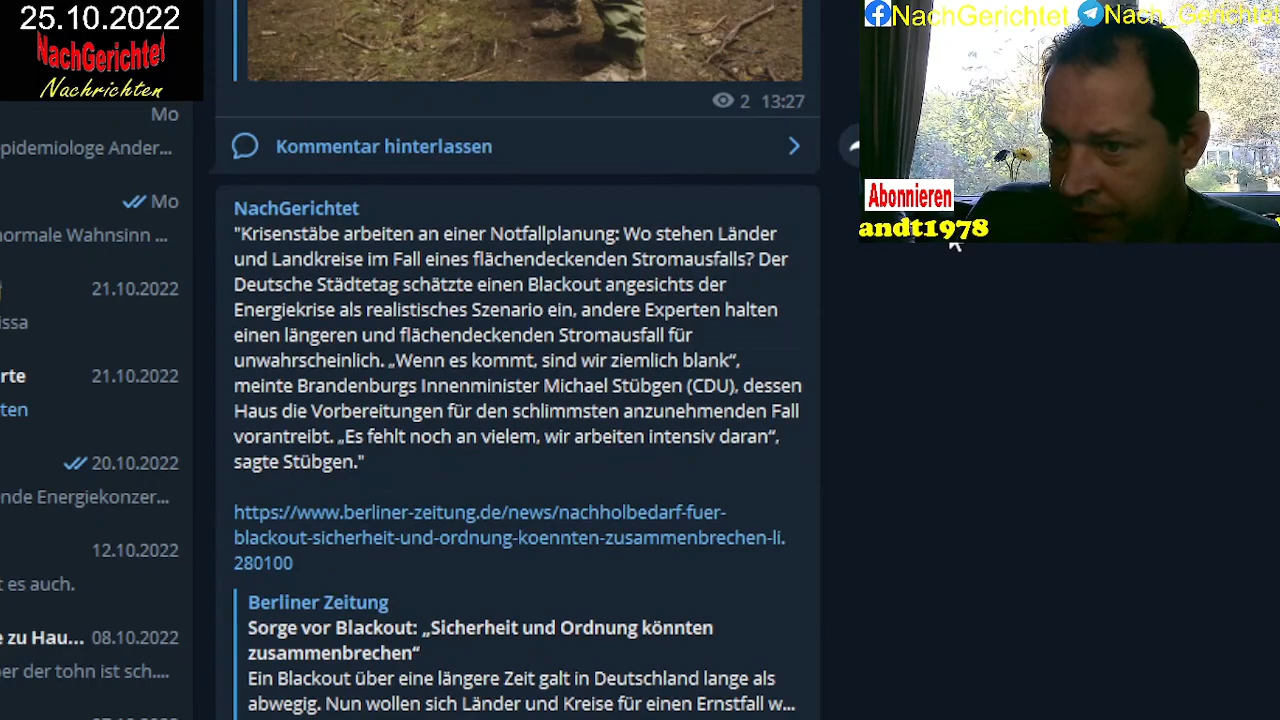 25.10.2022
NachGerichtet
Nachrichten
NachGerichtet Nach_Gerichtet
Abonnieren
andt1978
Mo
pidemiologe Ander...
Mo
normale Wahnsinn ...
21.10.2022
issa
rte 21.10.2022
ten
20.10.2022
ende Energiekonzer...
12.10.2022
t es auch.
e zu Hau... 08.10.2022
er der tohn ist sch....
2 13:27
Kommentar hinterlassen
NachGerichtet
"Krisenstäbe arbeiten an einer Notfallplanung: Wo stehen Länder
und Landkreise im Fall eines flächendeckenden Stromausfalls? Der
Deutsche Städtetag schätzte einen Blackout angesichts der
Energiekrise als realistisches Szenario ein, andere Experten halten
einen längeren und flächendeckenden Stromausfall für
unwahrscheinlich. „Wenn es kommt, sind wir ziemlich blank“,
meinte Brandenburgs Innenminister Michael Stübgen (CDU), dessen
Haus die Vorbereitungen für den schlimmsten anzunehmenden Fall
vorantreibt. „Es fehlt noch an vielem, wir arbeiten intensiv daran“,
sagte Stübgen."
https://www.berliner-zeitung.de/news/nachholbedarf-fuer-
blackout-sicherheit-und-ordnung-koennten-zusammenbrechen-li.
280100
Berliner Zeitung
Sorge vor Blackout: „Sicherheit und Ordnung könnten
zusammenbrechen“
Ein Blackout über eine längere Zeit galt in Deutschland lange als
abwegig. Nun wollen sich Länder und Kreise für einen Ernstfall w...